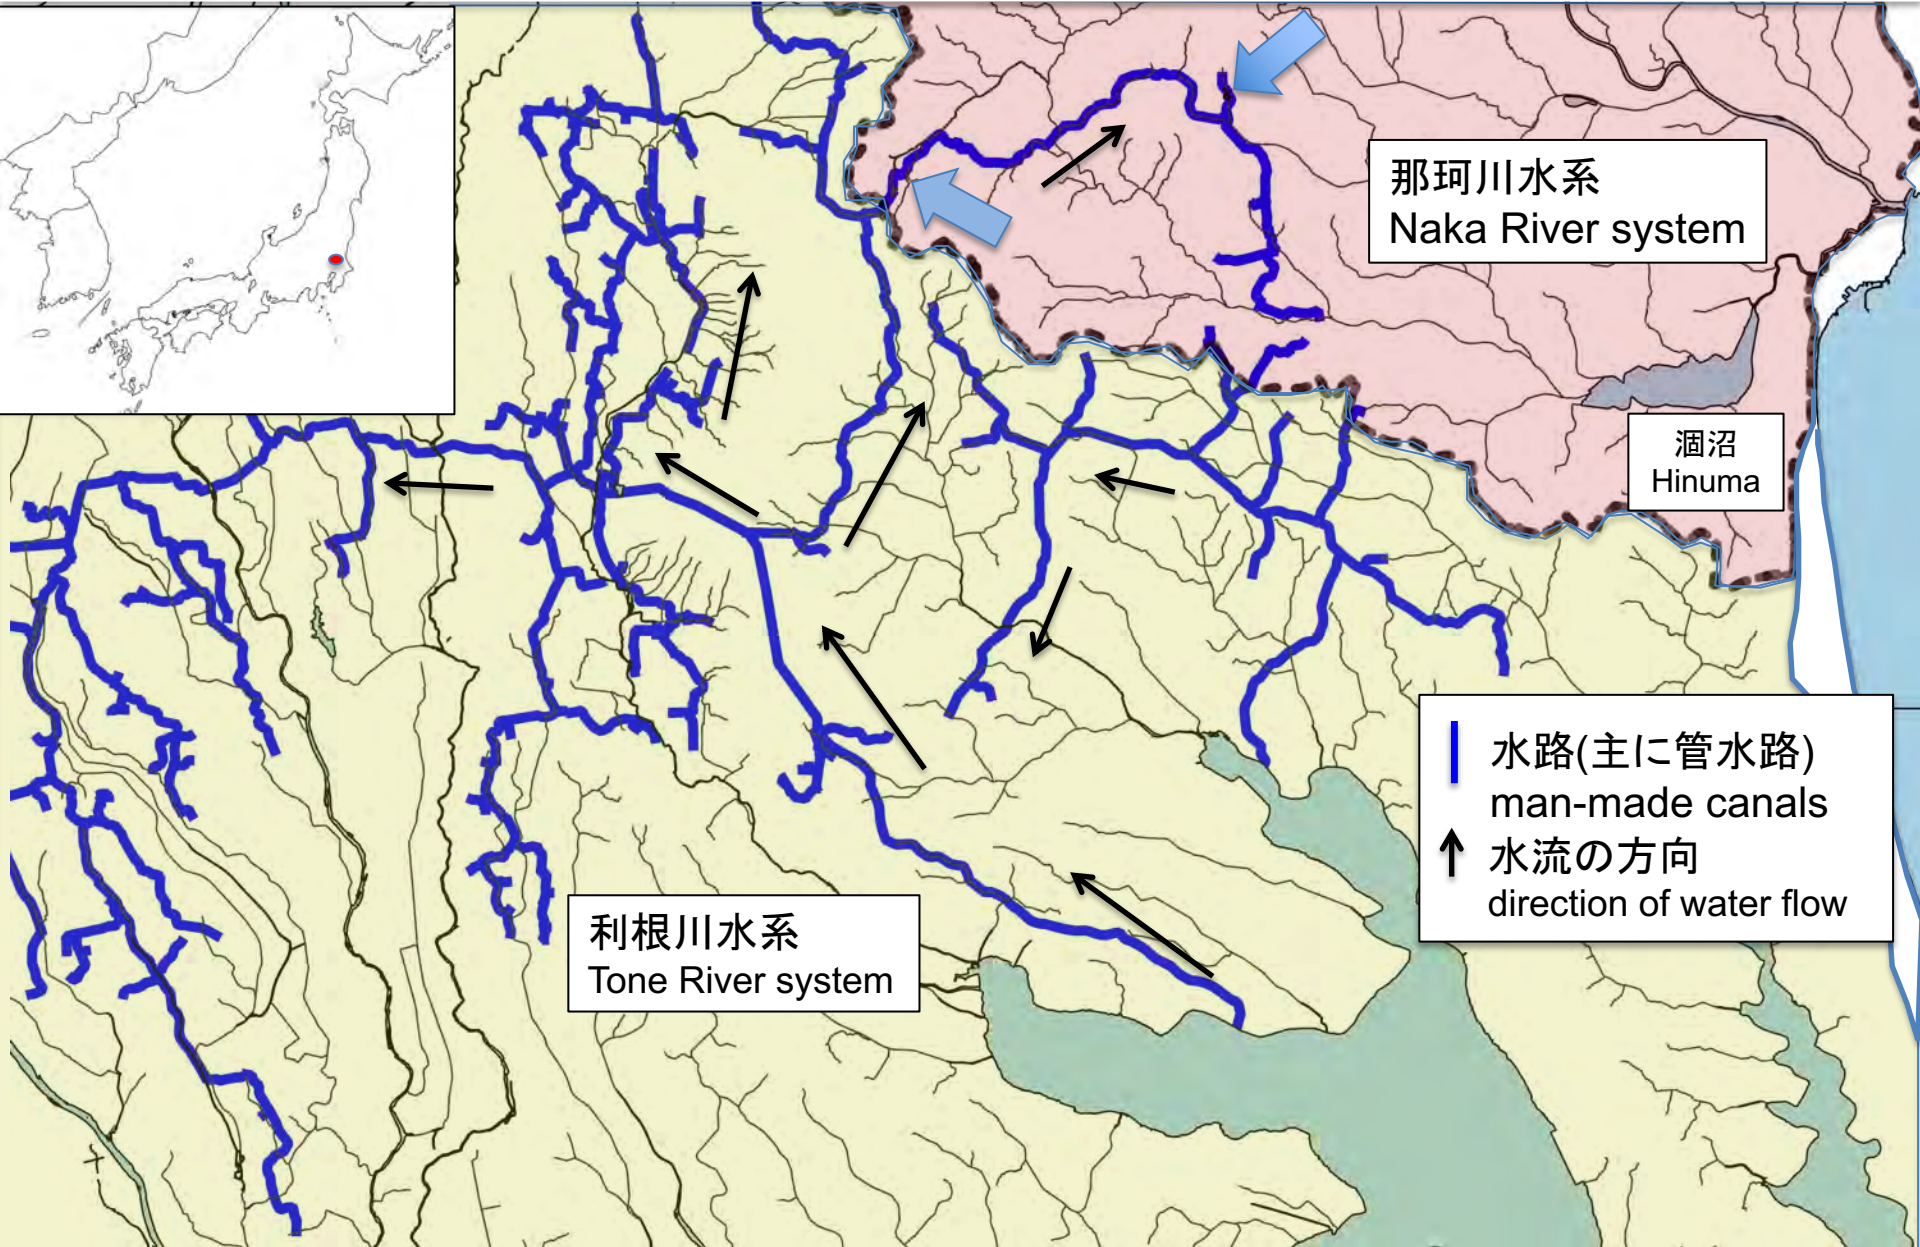 那珂川水系
Naka River system
涸沼
Hinuma
水路(主に管水路)
man-made canals
水流の方向
direction of water flow
利根川水系
Tone River system